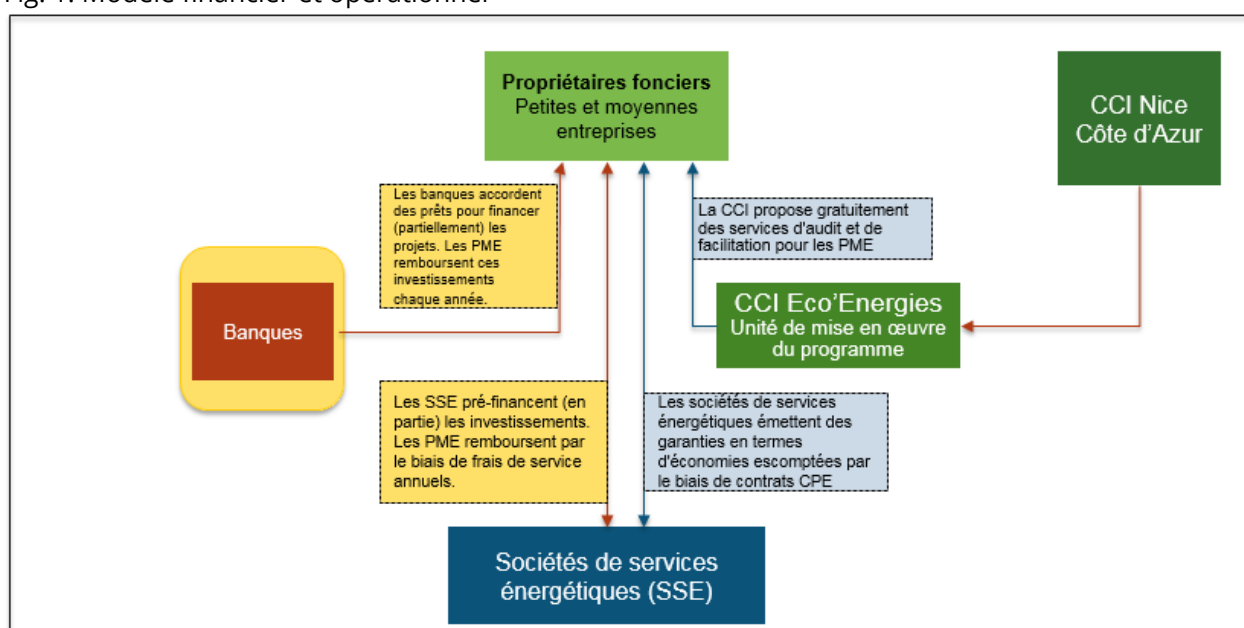 Fig. 1. Modèle financier et opérationnel
Propriétaires fonciers
Petites et moyennes
entreprises
CCI Nice
Côte d'Azur
Les banques accordent
des prêts pour financer
(partiellement) les
projets. Les PME
remboursent ces
investissements
chaque année.
La CCI propose gratuitement
des services d'audit et de
facilitation pour les PME
Banques
CCI Eco'Energies
Unité de mise en œuvre
du programme
Les SSE pré-financent (en
partie) les investissements.
Les PME remboursent par
le biais de frais de service
annuels.
Les sociétés de services
énergétiques émettent des
garanties en termes
d'économies escomptées par
le biais de contrats CPE
Sociétés de services
énergétiques (SSE)